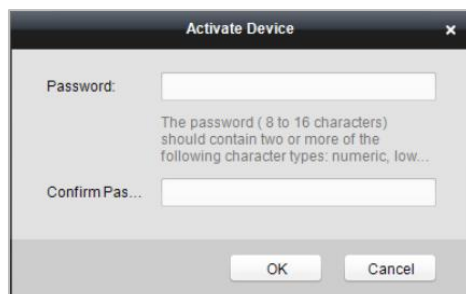 Activate Device
×
Password:
The password ( 8 to 16 characters)
should contain two or more of the
following character types: numeric, low...
Confirm Pas...
OK
Cancel